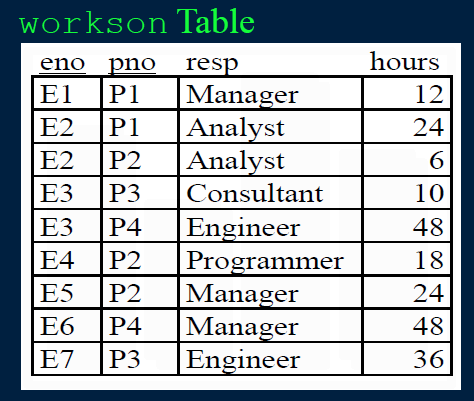 workson Table
eno pno resp hours
E1 P1 Manager 12
E2 P1 Analyst 24
E2 P2 Analyst 6
E3 P3 Consultant 10
E3 P4 Engineer 48
E4 P2 Programmer 18
E5 P2 Manager 24
E6 P4 Manager 48
E7 P3 Engineer 36